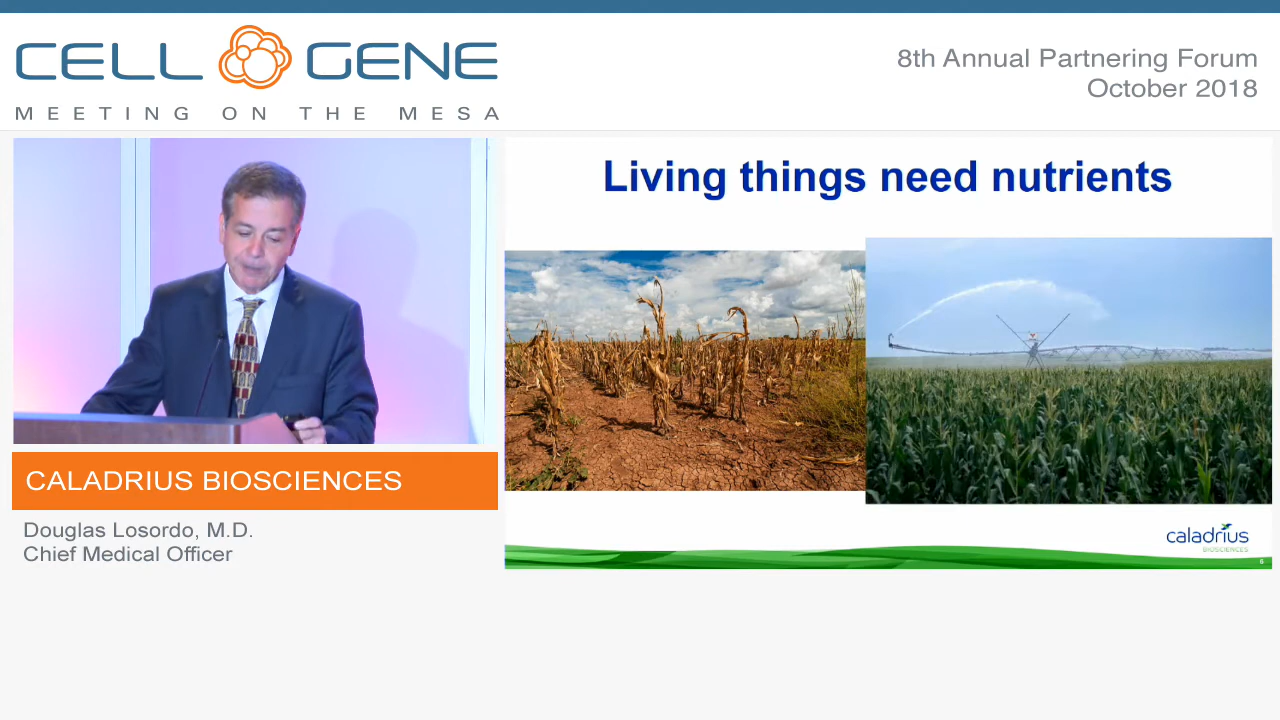 CELL GENE
MEETING ON THE MESA
8th Annual Partnering Forum
October 2018
Living things need nutrients
CALADRIUS BIOSCIENCES
Douglas Losordo, M.D.
Chief Medical Officer
caladrius
BIOSCIENCES
6